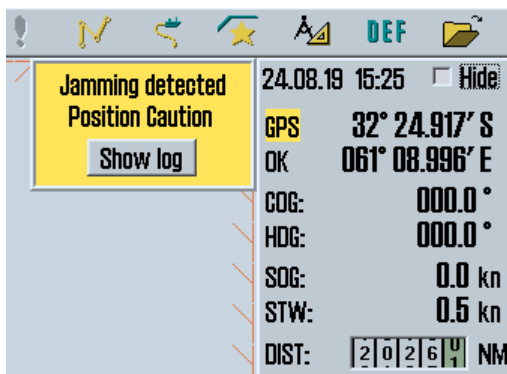 DEF
Jamming detected
Position Caution
Show log
24.08.19 15:25 Hide
GPS 32° 24.917′ S
OK 061° 08.996′ E
COG: 000.0 °
HDG: 000.0 °
SOG: 0.0 kn
STW: 0.5 kn
DIST: 2026 NM